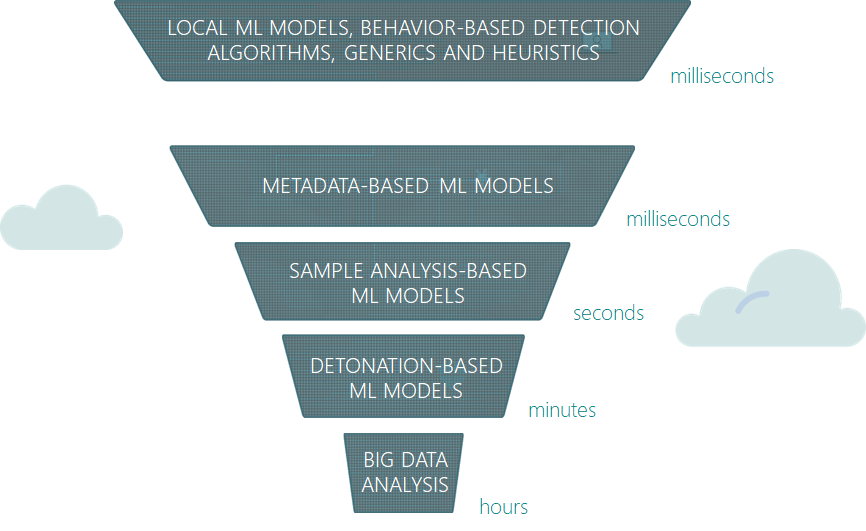 LOCAL ML MODELS, BEHAVIOR-BASED DETECTION
ALGORITHMS, GENERICS AND HEURISTICS
milliseconds
METADATA-BASED ML MODELS
milliseconds
SAMPLE ANALYSIS-BASED
ML MODELS
seconds
DETONATION-BASED
ML MODELS
minutes
BIG DATA
ANALYSIS
hours